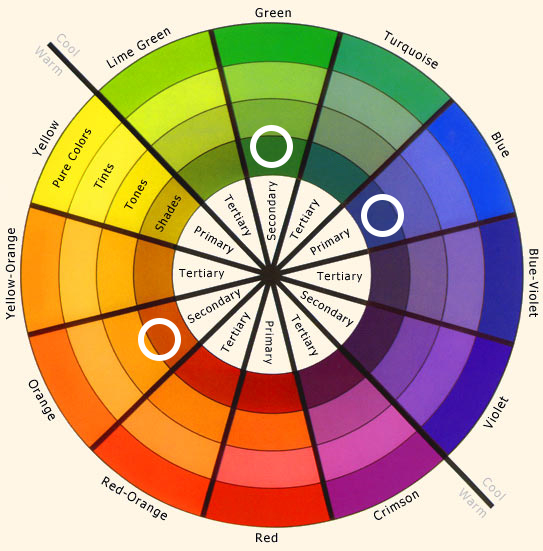 Green
Turquoise
Blue
Blue-Violet
Violet
Cool
Warm
Crimson
Red
Red-Orange
Orange
Yellow-Orange
Yellow
Cool
Warm
Lime Green
Pure Colors
Tints
Tones
Shades
Secondary
Tertiary
Primary
Tertiary
Secondary
Tertiary
Primary
Tertiary
Secondary
Tertiary
Primary
Tertiary